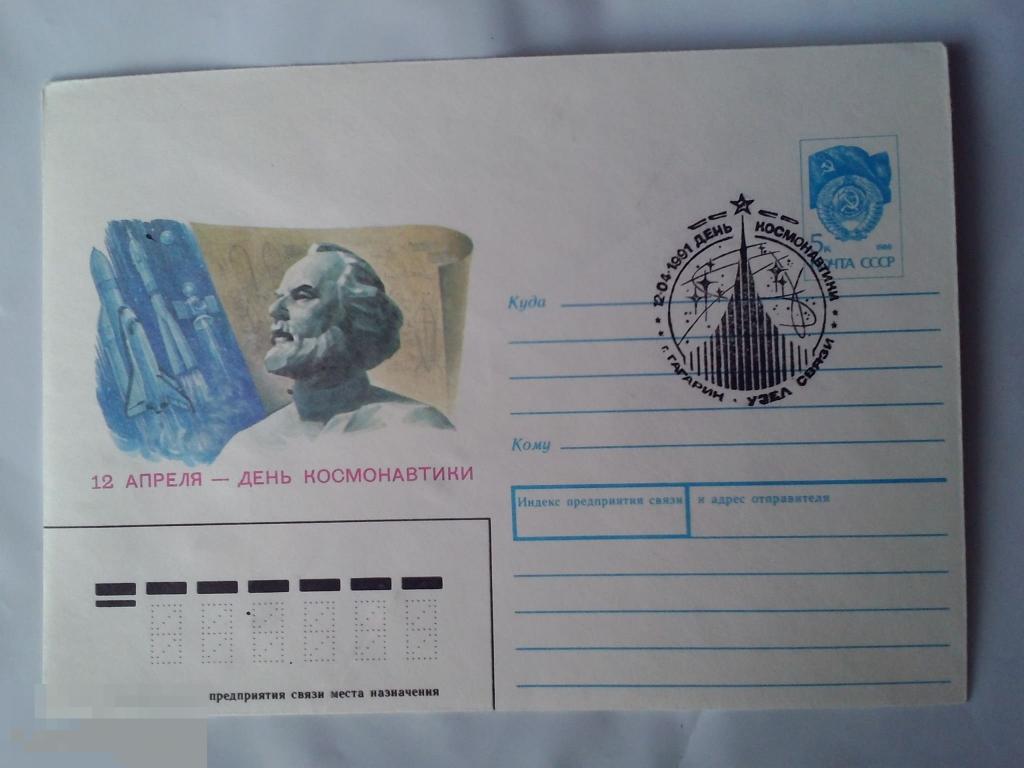 5к 1988
ПОЧТА СССР
12·04·1991 ДЕНЬ КОСМОНАВТИКИ
г. ГАГАРИН · УЗЕЛ СВЯЗИ
Куда
Кому
12 АПРЕЛЯ — ДЕНЬ КОСМОНАВТИКИ
Индекс предприятия связи и адрес отправителя
предприятия связи места назначения